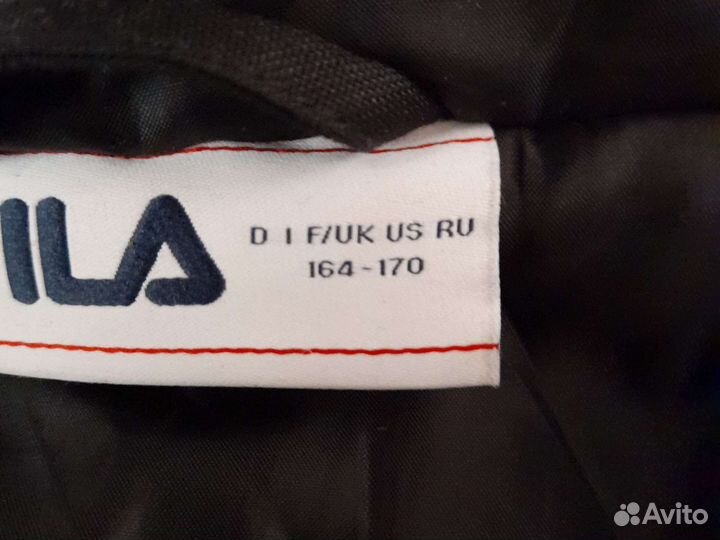 ILA
D I F/UK US RU
164-170
Avito